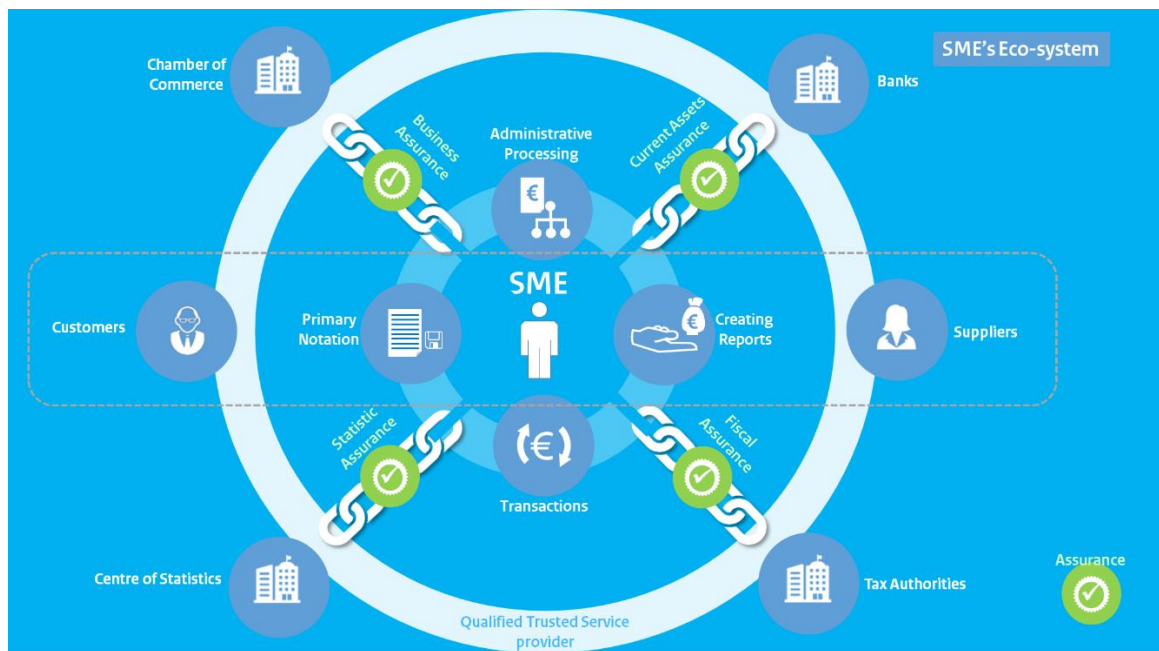 SME's Eco-system
Chamber of
Commerce
Banks
Business
Assurance
Administrative
Processing
Current Assets
Assurance
€
SME
Customers
Primary
Notation
€
Creating
Reports
Suppliers
Statistic
Assurance
€
Transactions
Fiscal
Assurance
Centre of Statistics
Tax Authorities
Assurance
Qualified Trusted Service
provider